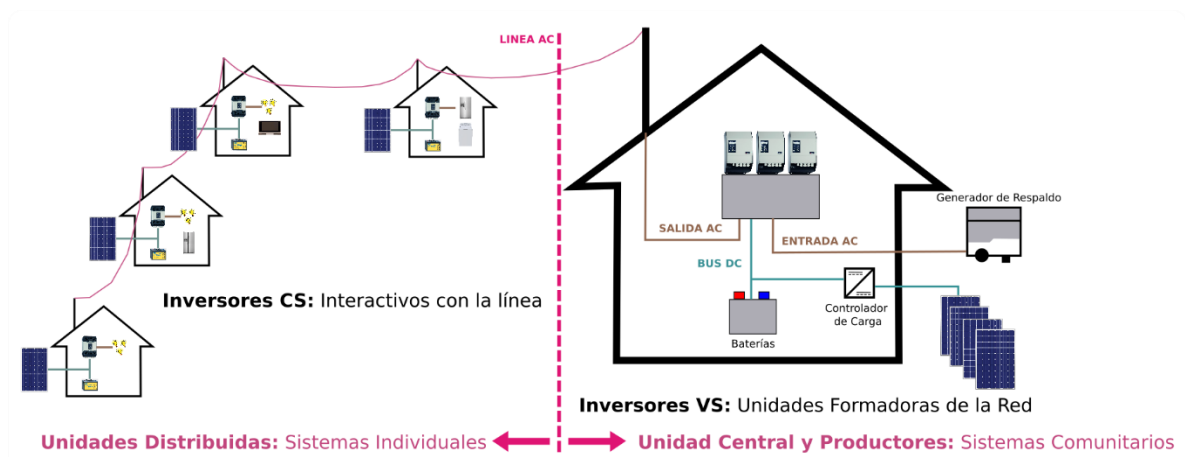 LINEA AC
Generador de Respaldo
SALIDA AC
ENTRADA AC
BUS DC
Inversores CS: Interactivos con la línea
Controlador
de Carga
Baterías
Inversores VS: Unidades Formadoras de la Red
Unidades Distribuidas: Sistemas Individuales
Unidad Central y Productores: Sistemas Comunitarios